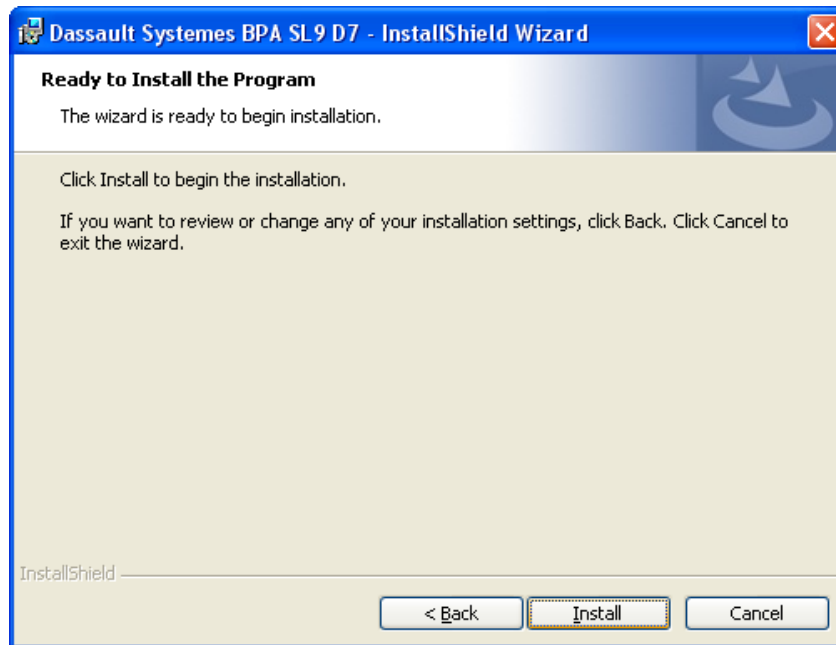 Dassault Systemes BPA SL9 D7 - InstallShield Wizard
Ready to Install the Program
The wizard is ready to begin installation.
Click Install to begin the installation.
If you want to review or change any of your installation settings, click Back. Click Cancel to
exit the wizard.
InstallShield
< Back Install Cancel